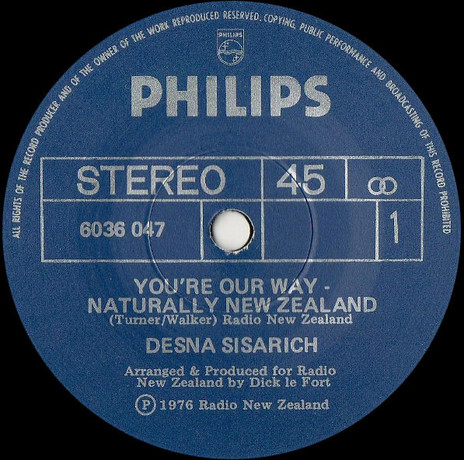 ALL RIGHTS OF THE RECORD PRODUCER AND OF THE OWNER OF THE WORK REPRODUCED RESERVED. COPYING, PUBLIC PERFORMANCE AND BROADCASTING OF THIS RECORD PROHIBITED
PHILIPS
PHILIPS
STEREO 45
6036 047 1
YOU'RE OUR WAY -
NATURALLY NEW ZEALAND
(Turner/Walker) Radio New Zealand
DESNA SISARICH
Arranged & Produced for Radio
New Zealand by Dick le Fort
Ⓟ 1976 Radio New Zealand